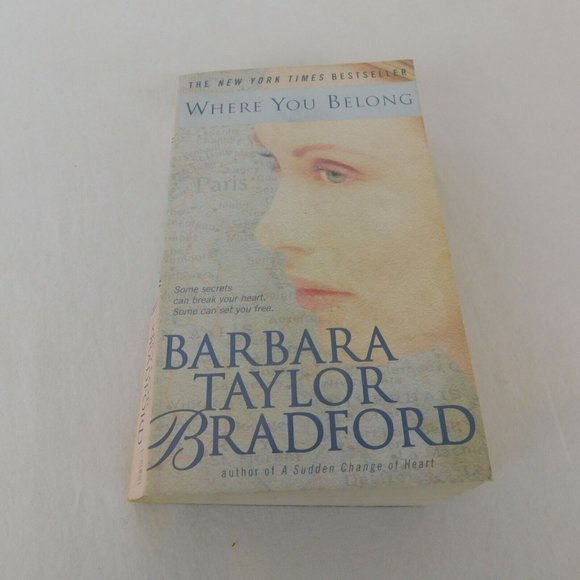 THE NEW YORK TIMES BESTSELLER
WHERE YOU BELONG
Paris
Some secrets
can break your heart.
Some can set you free.
BARBARA
TAYLOR
BRADFORD
author of A Sudden Change of Heart